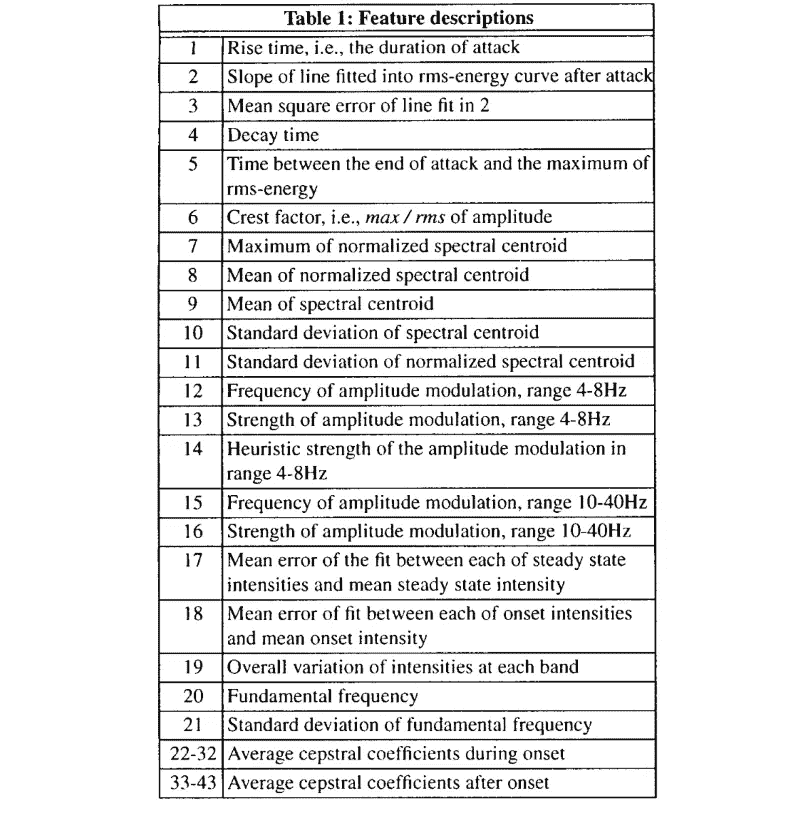 Table 1: Feature descriptions
1 Rise time, i.e., the duration of attack
2 Slope of line fitted into rms-energy curve after attack
3 Mean square error of line fit in 2
4 Decay time
5 Time between the end of attack and the maximum of
rms-energy
6 Crest factor, i.e., max / rms of amplitude
7 Maximum of normalized spectral centroid
8 Mean of normalized spectral centroid
9 Mean of spectral centroid
10 Standard deviation of spectral centroid
11 Standard deviation of normalized spectral centroid
12 Frequency of amplitude modulation, range 4-8Hz
13 Strength of amplitude modulation, range 4-8Hz
14 Heuristic strength of the amplitude modulation in
range 4-8Hz
15 Frequency of amplitude modulation, range 10-40Hz
16 Strength of amplitude modulation, range 10-40Hz
17 Mean error of the fit between each of steady state
intensities and mean steady state intensity
18 Mean error of fit between each of onset intensities
and mean onset intensity
19 Overall variation of intensities at each band
20 Fundamental frequency
21 Standard deviation of fundamental frequency
22-32 Average cepstral coefficients during onset
33-43 Average cepstral coefficients after onset